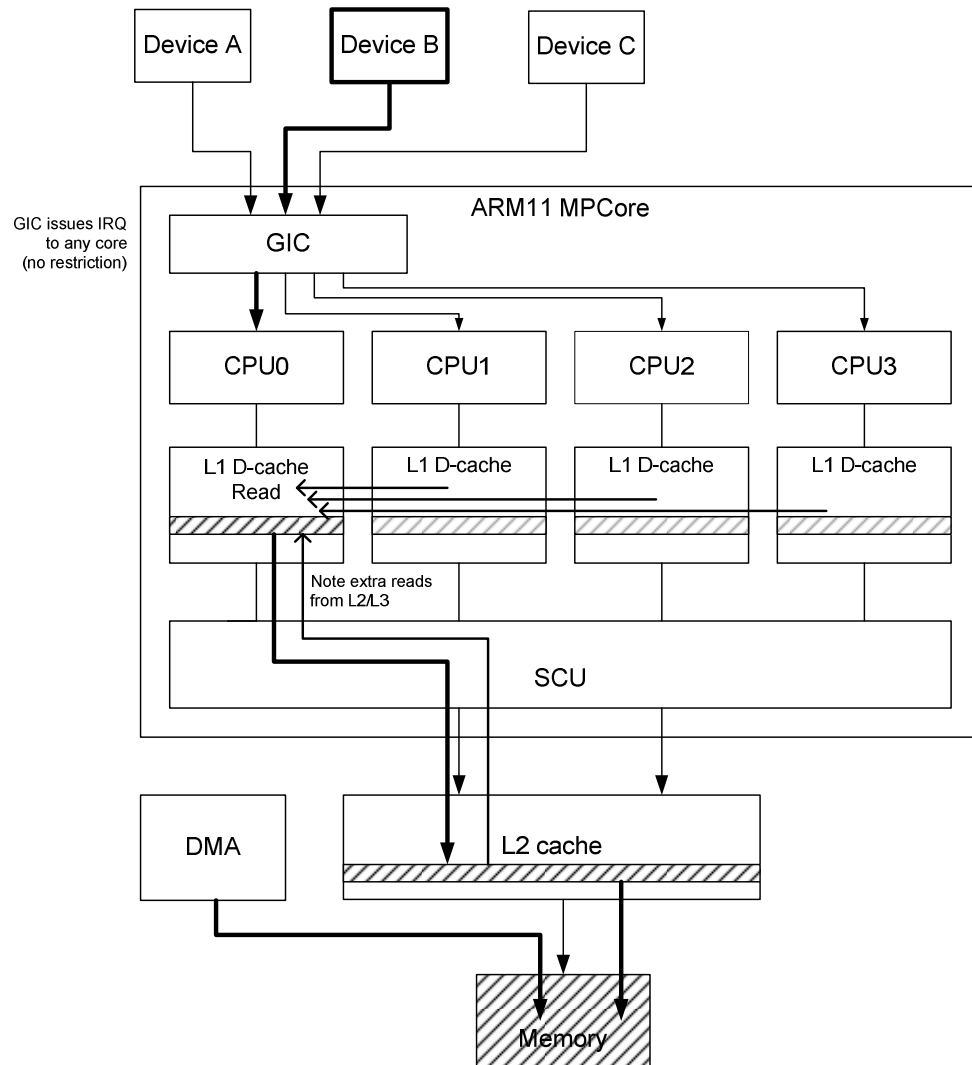 Device A
Device B
Device C
ARM11 MPCore
GIC issues IRQ
to any core
(no restriction)
GIC
CPU0
CPU1
CPU2
CPU3
L1 D-cache
Read
L1 D-cache
L1 D-cache
L1 D-cache
Note extra reads
from L2/L3
SCU
DMA
L2 cache
Memory